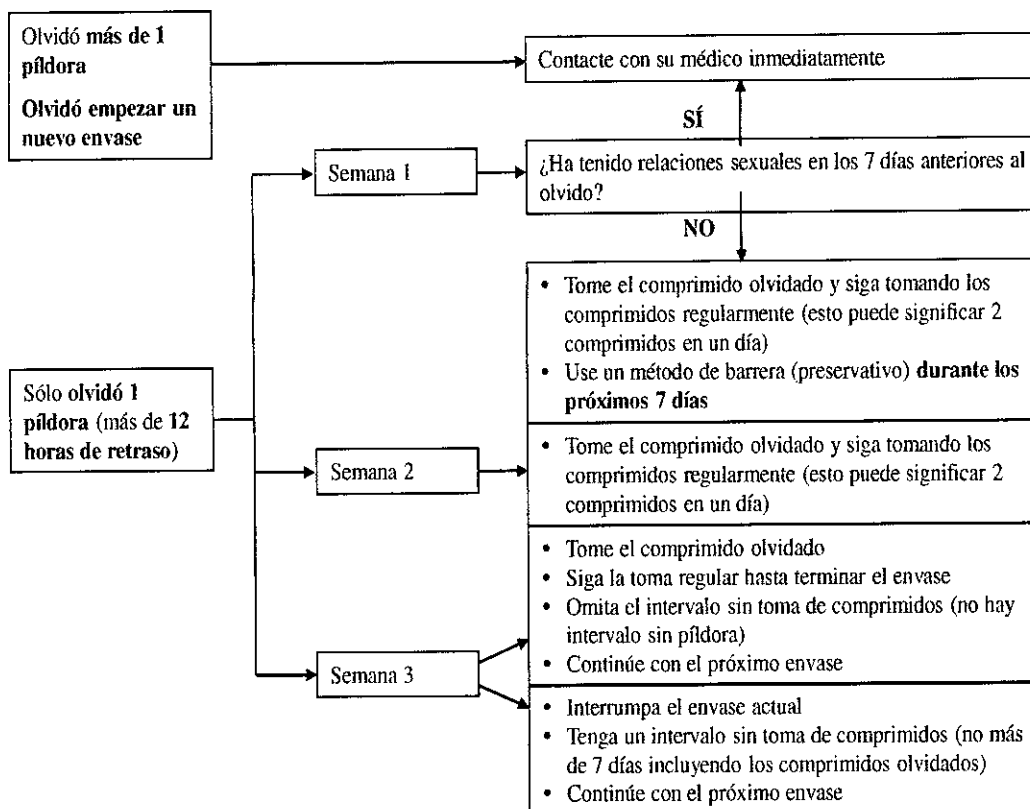 Olvidó más de 1
píldora
Olvidó empezar un
nuevo envase
Contacte con su médico inmediatamente
SÍ
Semana 1
¿Ha tenido relaciones sexuales en los 7 días anteriores al
olvido?
NO
• Tome el comprimido olvidado y siga tomando los
comprimidos regularmente (esto puede significar 2
comprimidos en un día)
• Use un método de barrera (preservativo) durante los
próximos 7 días
Sólo olvidó 1
píldora (más de 12
horas de retraso)
Semana 2
• Tome el comprimido olvidado y siga tomando los
comprimidos regularmente (esto puede significar 2
comprimidos en un día)
Semana 3
• Tome el comprimido olvidado
• Siga la toma regular hasta terminar el envase
• Omita el intervalo sin toma de comprimidos (no hay
intervalo sin píldora)
• Continúe con el próximo envase
• Interrumpa el envase actual
• Tenga un intervalo sin toma de comprimidos (no más
de 7 días incluyendo los comprimidos olvidados)
• Continúe con el próximo envase